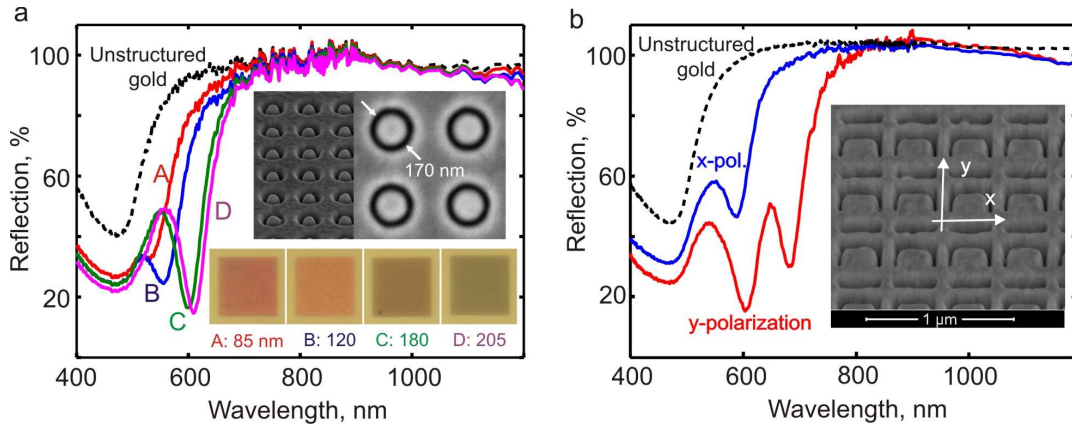 a
100
60
20
400
600
800
1000
Reflection, %
Wavelength, nm
Unstructured
gold
A
B
C
D
170 nm
A: 85 nm
B: 120
C: 180
D: 205
b
100
60
20
400
600
800
1000
Reflection, %
Wavelength, nm
Unstructured
gold
x-pol.
y-polarization
y
x
1 µm